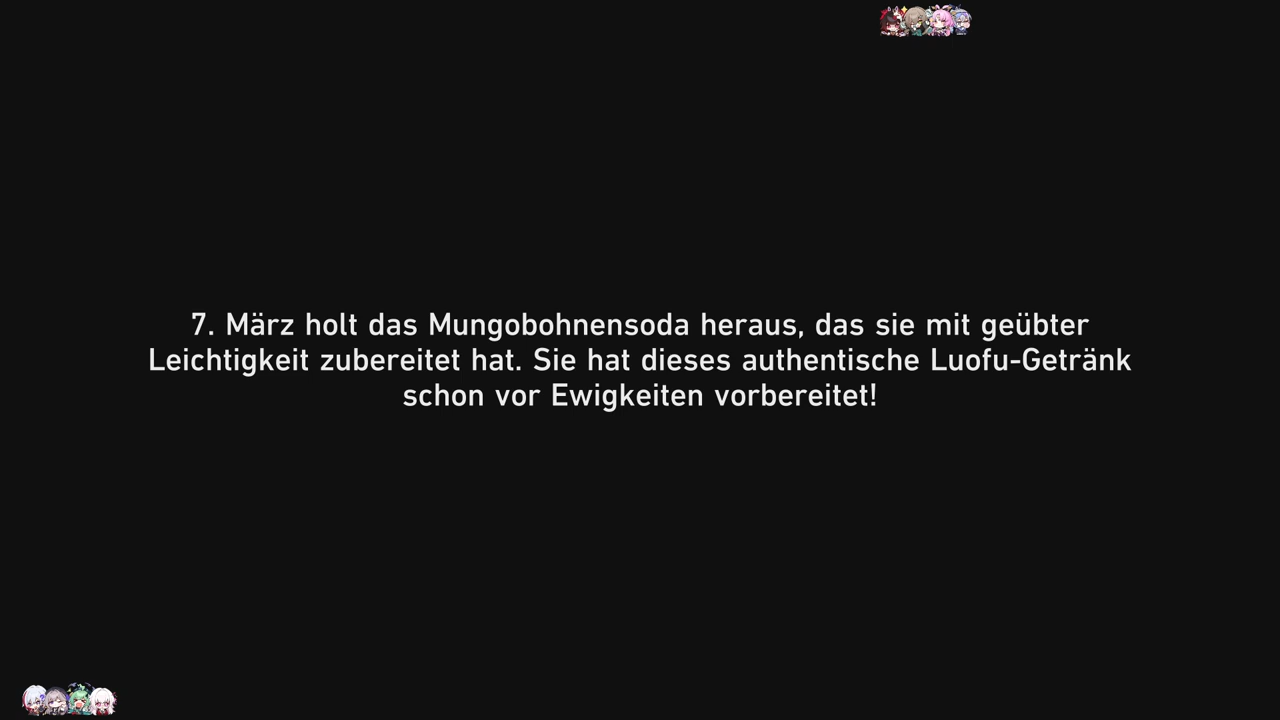 7. März holt das Mungobohnensoda heraus, das sie mit geübter
Leichtigkeit zubereitet hat. Sie hat dieses authentische Luofu-Getränk
schon vor Ewigkeiten vorbereitet!